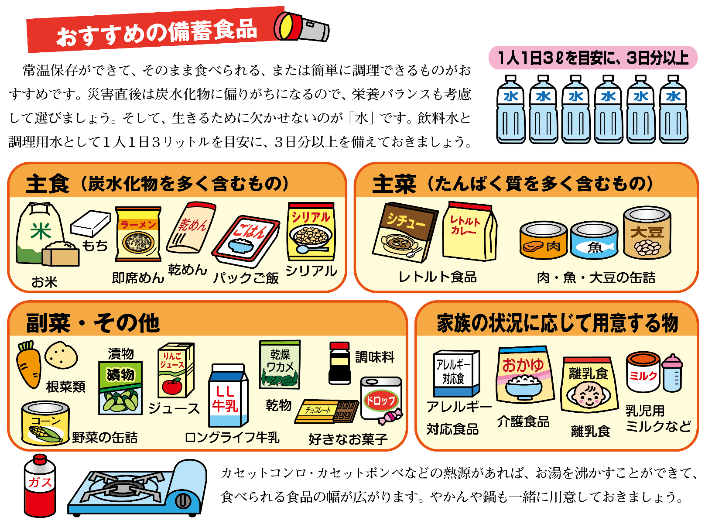 おすすめの備蓄食品
1人1日3ℓを目安に、3日分以上
常温保存ができて、そのまま食べられる、または簡単に調理できるものがお
すすめです。災害直後は炭水化物に偏りがちになるので、栄養バランスも考慮
して選びましょう。そして、生きるために欠かせないのが「水」です。飲料水と
調理用水として1人1日3リットルを目安に、3日分以上を備えておきましょう。
水 水 水 水 水 水
主食（炭水化物を多く含むもの）
米
ラーメン
乾めん
ごはん
シリアル
お米
もち
即席めん
乾めん
パックご飯
シリアル
主菜（たんぱく質を多く含むもの）
シチュー
レトルト
カレー
肉
魚
大豆
レトルト食品
肉・魚・大豆の缶詰
副菜・その他
根菜類
漬物
漬物
りんご
ジュース
ジュース
LL
牛乳
ロングライフ牛乳
乾燥
ワカメ
乾物
調味料
チョコレート
ドロップ
好きなお菓子
コーン
野菜の缶詰
家族の状況に応じて用意する物
アレルギー
対応食
アレルギー
対応食品
おかゆ
介護食品
離乳食
離乳食
ミルク
乳児用
ミルクなど
ガス
カセットコンロ・カセットボンベなどの熱源があれば、お湯を沸かすことができて、
食べられる食品の幅が広がります。やかんや鍋も一緒に用意しておきましょう。